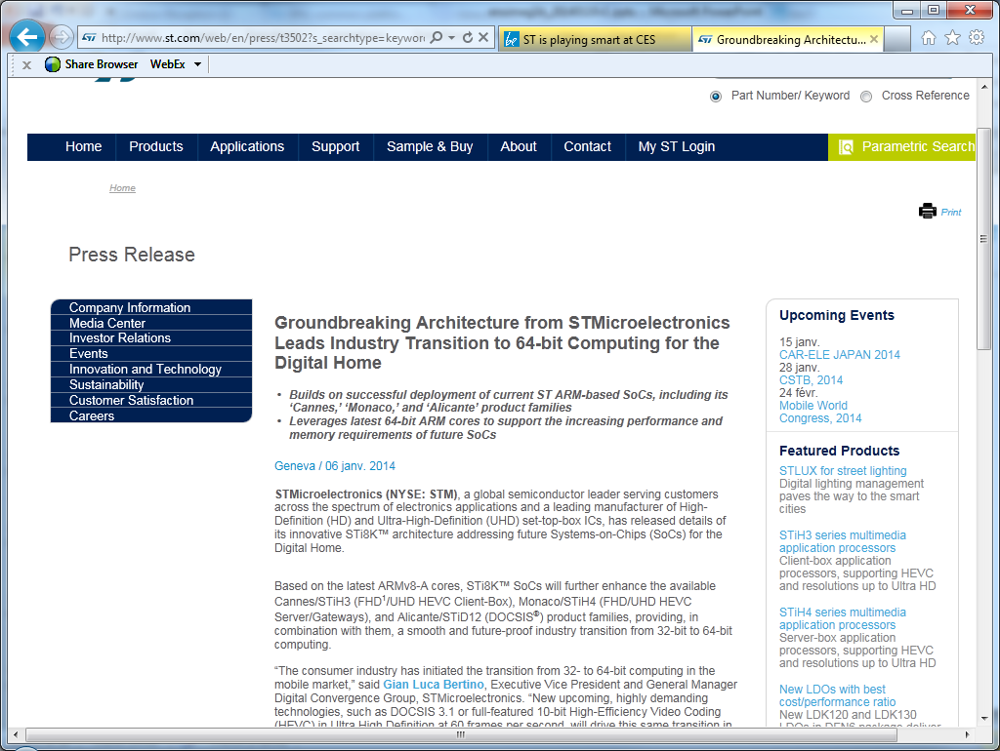 http://www.st.com/web/en/press/t3502?s_searchtype=keywor
ST is playing smart at CES
Groundbreaking Architectu...
Share Browser WebEx
Part Number/ Keyword Cross Reference
Home Products Applications Support Sample & Buy About Contact My ST Login Parametric Search
Home
Print
Press Release
Company Information
Media Center
Investor Relations
Events
Innovation and Technology
Sustainability
Customer Satisfaction
Careers
Groundbreaking Architecture from STMicroelectronics
Leads Industry Transition to 64-bit Computing for the
Digital Home
• Builds on successful deployment of current ST ARM-based SoCs, including its
‘Cannes,’ ‘Monaco,’ and ‘Alicante’ product families
• Leverages latest 64-bit ARM cores to support the increasing performance and
memory requirements of future SoCs
Geneva / 06 janv. 2014
STMicroelectronics (NYSE: STM), a global semiconductor leader serving customers
across the spectrum of electronics applications and a leading manufacturer of High-
Definition (HD) and Ultra-High-Definition (UHD) set-top-box ICs, has released details of
its innovative STi8K™ architecture addressing future Systems-on-Chips (SoCs) for the
Digital Home.
Based on the latest ARMv8-A cores, STi8K™ SoCs will further enhance the available
Cannes/STiH3 (FHD¹/UHD HEVC Client-Box), Monaco/STiH4 (FHD/UHD HEVC
Server/Gateways), and Alicante/STiD12 (DOCSIS®) product families, providing, in
combination with them, a smooth and future-proof industry transition from 32-bit to 64-bit
computing.
“The consumer industry has initiated the transition from 32- to 64-bit computing in the
mobile market,” said Gian Luca Bertino, Executive Vice President and General Manager
Digital Convergence Group, STMicroelectronics. “New upcoming, highly demanding
technologies, such as DOCSIS 3.1 or full-featured 10-bit High-Efficiency Video Coding
(HEVC) in Ultra High Definition at 60 frames per second, will drive this same transition in
Upcoming Events
15 janv.
CAR-ELE JAPAN 2014
28 janv.
CSTB, 2014
24 févr.
Mobile World
Congress, 2014
Featured Products
STLUX for street lighting
Digital lighting management
paves the way to the smart
cities
STiH3 series multimedia
application processors
Client-box application
processors, supporting HEVC
and resolutions up to Ultra HD
STiH4 series multimedia
application processors
Server-box application
processors, supporting HEVC
and resolutions up to Ultra HD
New LDOs with best
cost/performance ratio
New LDK120 and LDK130
LDOs in DFN6 package deliver